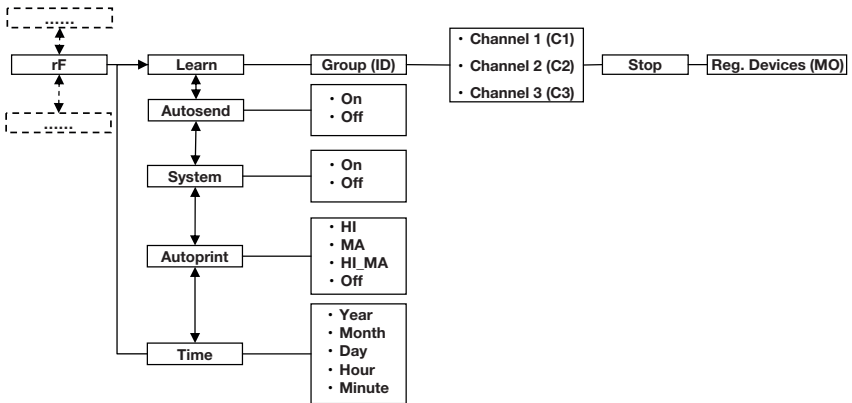 ......
rF
......
Learn
Group (ID)
• Channel 1 (C1)
• Channel 2 (C2)
• Channel 3 (C3)
Stop
Reg. Devices (MO)
Autosend
• On
• Off
System
• On
• Off
Autoprint
• HI
• MA
• HI_MA
• Off
Time
• Year
• Month
• Day
• Hour
• Minute